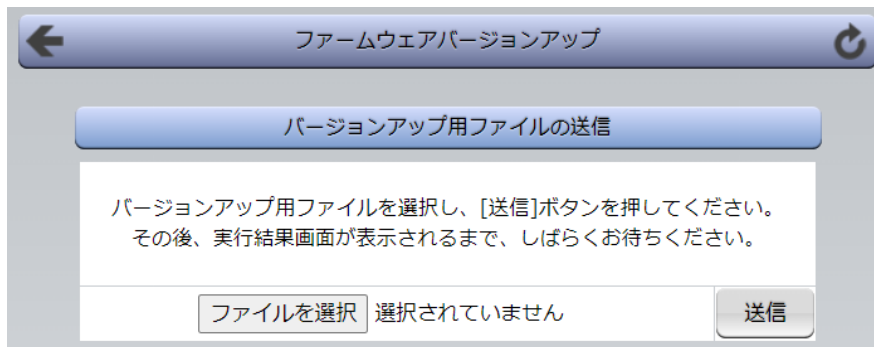 ファームウェアバージョンアップ
バージョンアップ用ファイルの送信
バージョンアップ用ファイルを選択し、[送信]ボタンを押してください。
その後、実行結果画面が表示されるまで、しばらくお待ちください。
ファイルを選択 選択されていません 送信